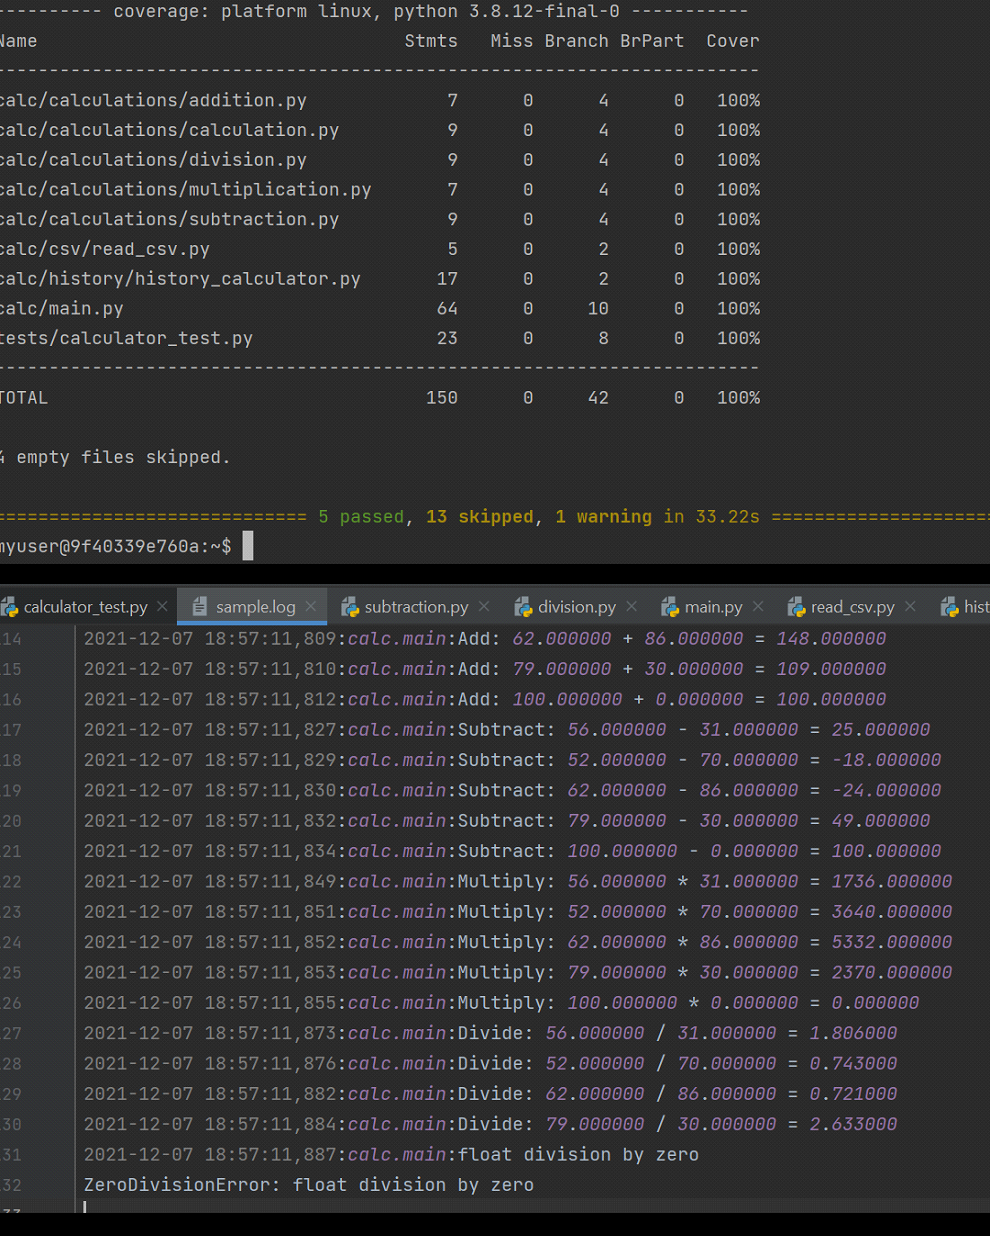 ---------- coverage: platform linux, python 3.8.12-final-0 -----------
Name Stmts Miss Branch BrPart Cover
----------------------------------------------------------------------
calc/calculations/addition.py 7 0 4 0 100%
calc/calculations/calculation.py 9 0 4 0 100%
calc/calculations/division.py 9 0 4 0 100%
calc/calculations/multiplication.py 7 0 4 0 100%
calc/calculations/subtraction.py 9 0 4 0 100%
calc/csv/read_csv.py 5 0 2 0 100%
calc/history/history_calculator.py 17 0 2 0 100%
calc/main.py 64 0 10 0 100%
tests/calculator_test.py 23 0 8 0 100%
----------------------------------------------------------------------
TOTAL 150 0 42 0 100%
4 empty files skipped.
============================= 5 passed, 13 skipped, 1 warning in 33.22s =====================
myuser@9f40339e760a:~$
calculator_test.py sample.log subtraction.py division.py main.py read_csv.py hist
14 2021-12-07 18:57:11,809:calc.main:Add: 62.000000 + 86.000000 = 148.000000
15 2021-12-07 18:57:11,810:calc.main:Add: 79.000000 + 30.000000 = 109.000000
16 2021-12-07 18:57:11,812:calc.main:Add: 100.000000 + 0.000000 = 100.000000
17 2021-12-07 18:57:11,827:calc.main:Subtract: 56.000000 - 31.000000 = 25.000000
18 2021-12-07 18:57:11,829:calc.main:Subtract: 52.000000 - 70.000000 = -18.000000
19 2021-12-07 18:57:11,830:calc.main:Subtract: 62.000000 - 86.000000 = -24.000000
20 2021-12-07 18:57:11,832:calc.main:Subtract: 79.000000 - 30.000000 = 49.000000
21 2021-12-07 18:57:11,834:calc.main:Subtract: 100.000000 - 0.000000 = 100.000000
22 2021-12-07 18:57:11,849:calc.main:Multiply: 56.000000 * 31.000000 = 1736.000000
23 2021-12-07 18:57:11,851:calc.main:Multiply: 52.000000 * 70.000000 = 3640.000000
24 2021-12-07 18:57:11,852:calc.main:Multiply: 62.000000 * 86.000000 = 5332.000000
25 2021-12-07 18:57:11,853:calc.main:Multiply: 79.000000 * 30.000000 = 2370.000000
26 2021-12-07 18:57:11,855:calc.main:Multiply: 100.000000 * 0.000000 = 0.000000
27 2021-12-07 18:57:11,873:calc.main:Divide: 56.000000 / 31.000000 = 1.806000
28 2021-12-07 18:57:11,876:calc.main:Divide: 52.000000 / 70.000000 = 0.743000
29 2021-12-07 18:57:11,882:calc.main:Divide: 62.000000 / 86.000000 = 0.721000
30 2021-12-07 18:57:11,884:calc.main:Divide: 79.000000 / 30.000000 = 2.633000
31 2021-12-07 18:57:11,887:calc.main:float division by zero
32 ZeroDivisionError: float division by zero
33